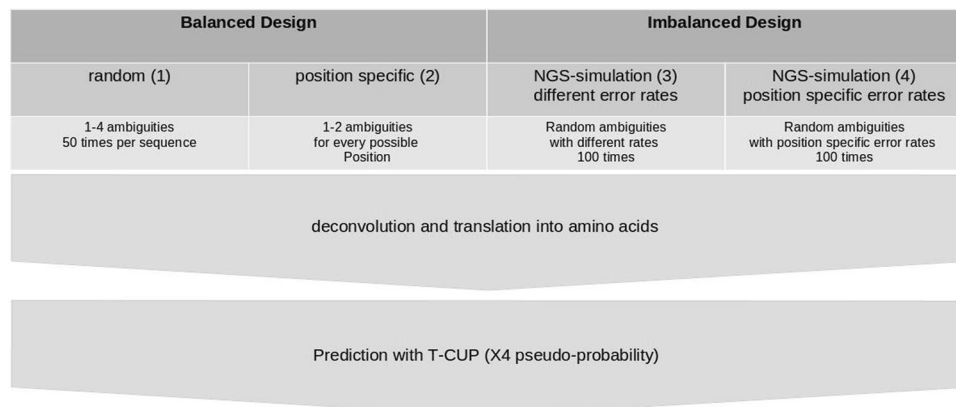 Balanced Design
Imbalanced Design
random (1)
position specific (2)
NGS-simulation (3)
different error rates
NGS-simulation (4)
position specific error rates
1-4 ambiguities
50 times per sequence
1-2 ambiguities
for every possible
Position
Random ambiguities
with different rates
100 times
Random ambiguities
with position specific error rates
100 times
deconvolution and translation into amino acids
Prediction with T-CUP (X4 pseudo-probability)